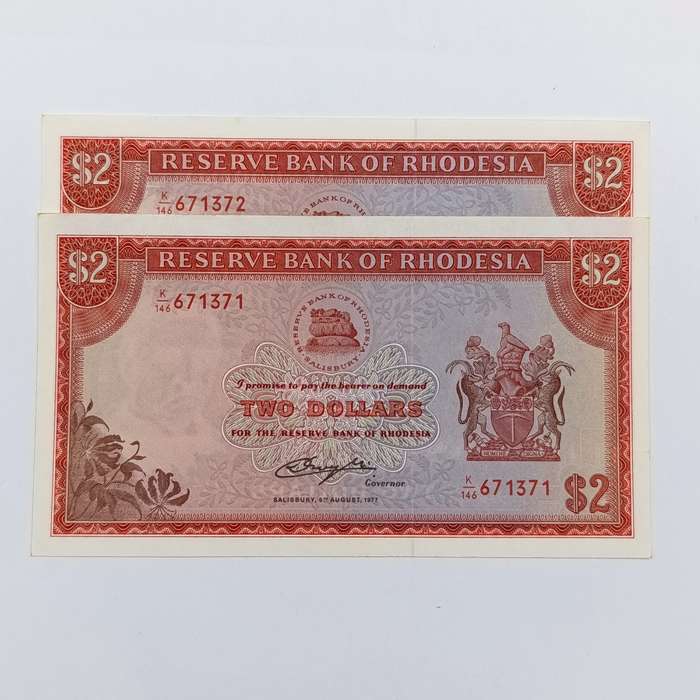 $2 RESERVE BANK OF RHODESIA $2
K/146 671372
$2 RESERVE BANK OF RHODESIA $2
K/146 671371
RESERVE BANK OF RHODESIA
SALISBURY
I promise to pay the bearer on demand
TWO DOLLARS
FOR THE RESERVE BANK OF RHODESIA
Governor
K/146 671371 $2
SALISBURY, 5TH AUGUST, 1977